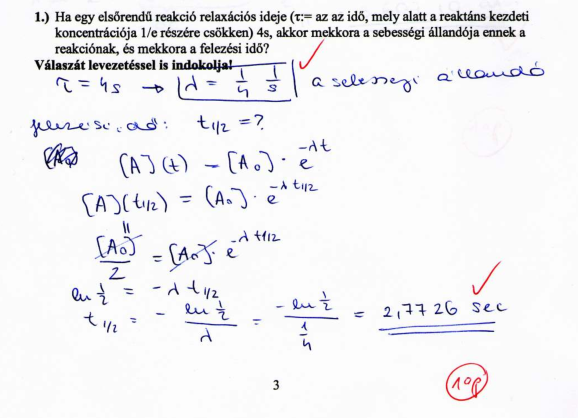 1.) Ha egy elsőrendű reakció relaxációs ideje (τ:= az az idő, mely alatt a reaktáns kezdeti
koncentrációja 1/e részére csökken) 4s, akkor mekkora a sebességi állandója ennek a
reakciónak, és mekkora a felezési idő?
Válaszát levezetéssel is indokolja!
τ = 4s → λ = 1/4 1/s a sebességi állandó
felezési idő: t1/2 = ?
[A](t) = [A0] · e^-λt
[A](t1/2) = [A0] · e^-λ t1/2
[A0]/2 = [A0] · e^-λ t1/2
ln 1/2 = -λ t1/2
t1/2 = - ln 1/2 / λ = - ln 1/2 / 1/4 = 2,7726 sec
3
10p